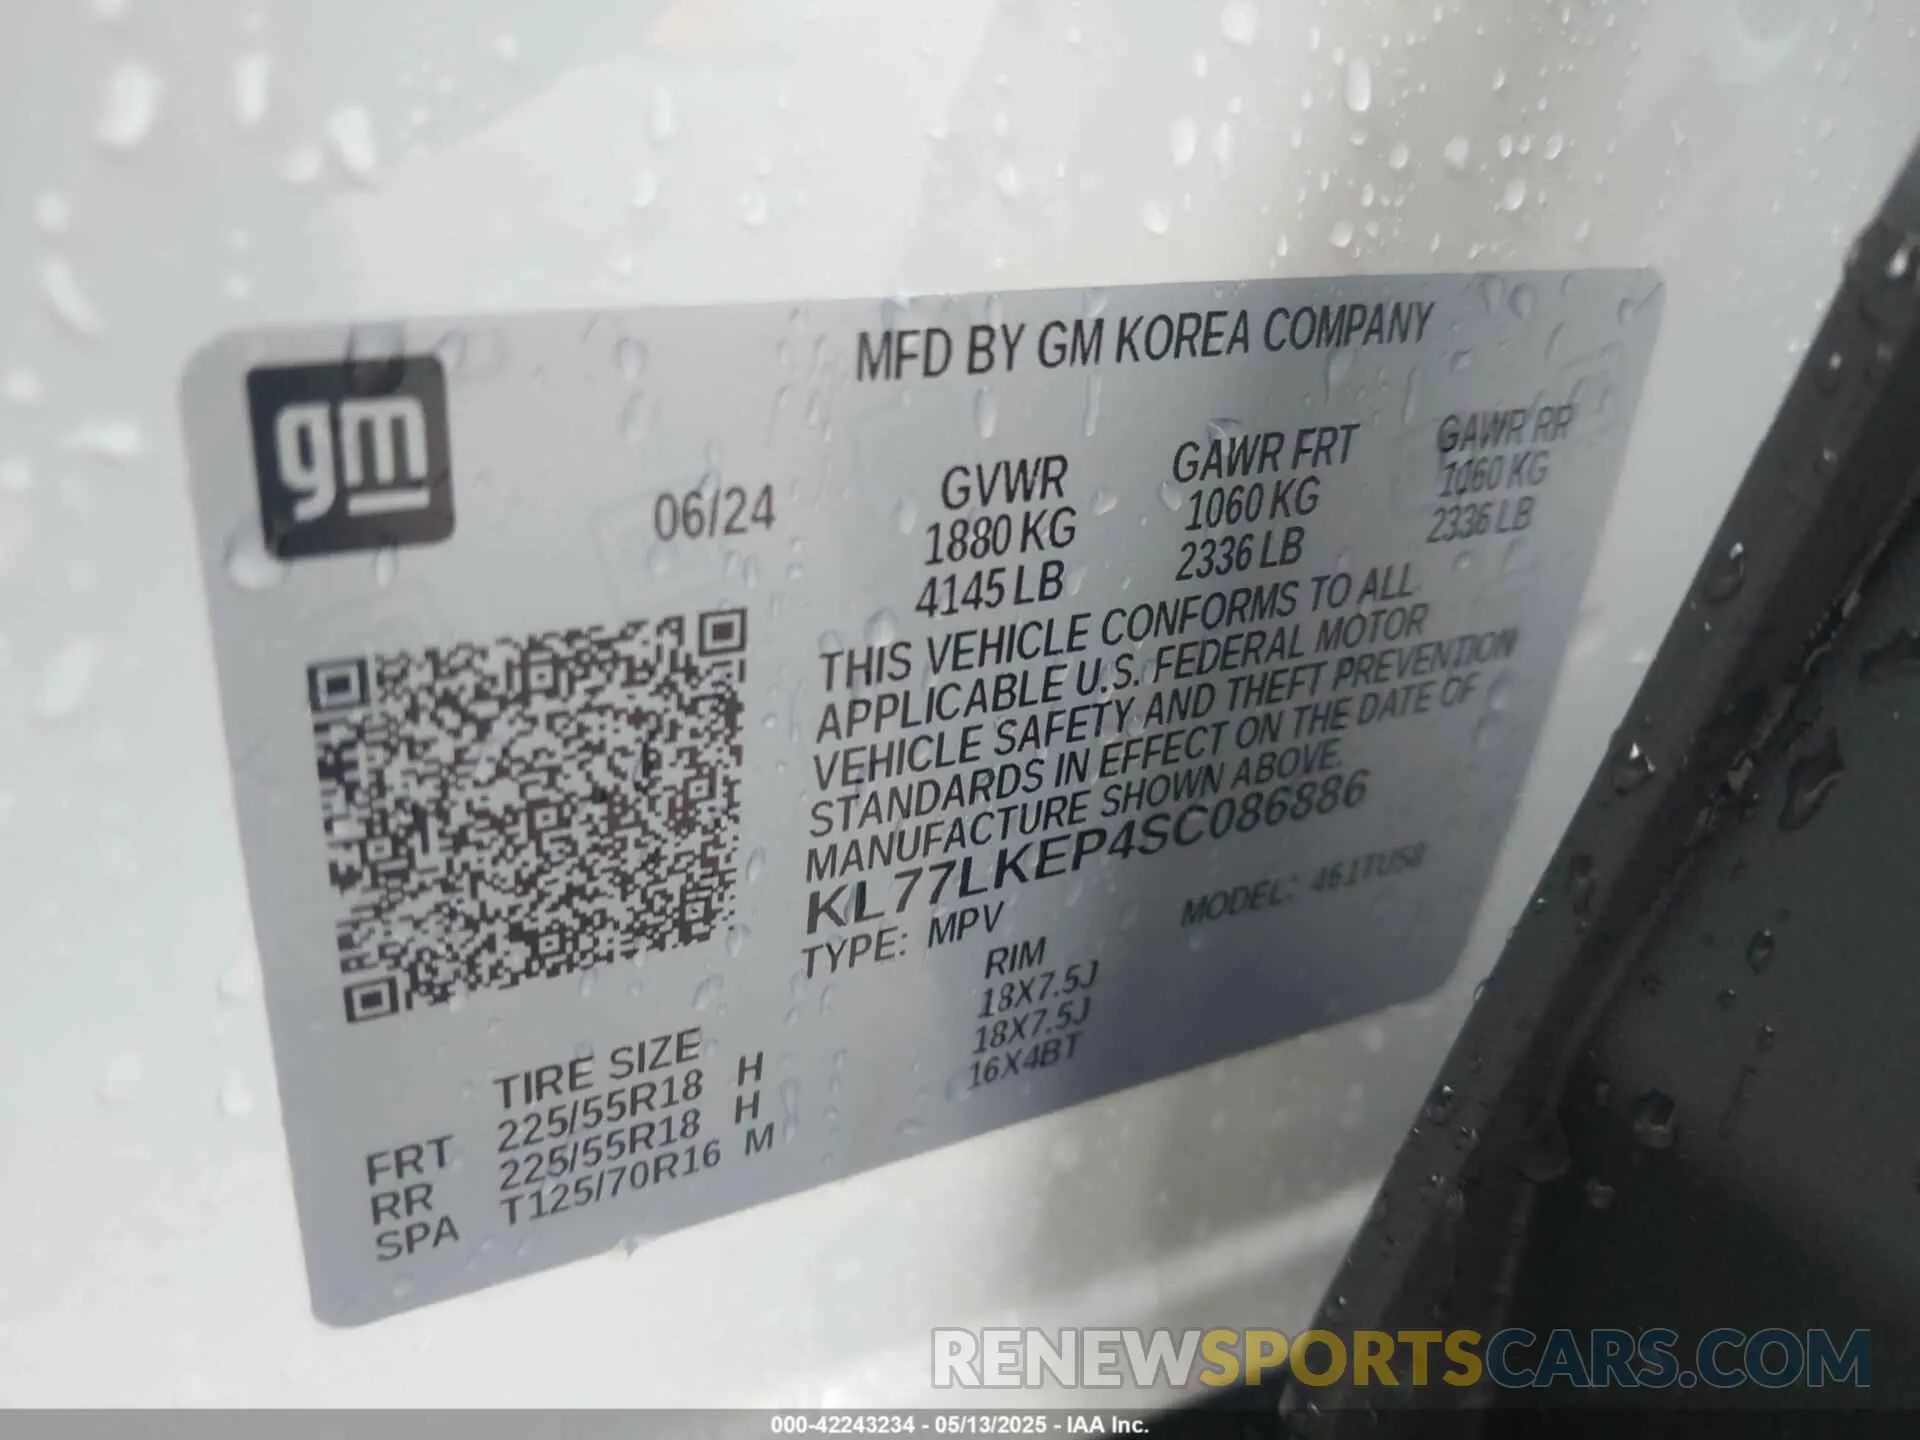 MFD BY GM KOREA COMPANY
gm
06/24
GVWR GAWR FRT GAWR RR
1880 KG 1060 KG 1060 KG
4145 LB 2336 LB 2336 LB
THIS VEHICLE CONFORMS TO ALL
APPLICABLE U.S. FEDERAL MOTOR
VEHICLE SAFETY AND THEFT PREVENTION
STANDARDS IN EFFECT ON THE DATE OF
MANUFACTURE SHOWN ABOVE.
KL77LKEP4SC086886
TYPE: MPV MODEL: 461TUS8
TIRE SIZE RIM
FRT 225/55R18 H 18X7.5J
RR 225/55R18 H 18X7.5J
SPA T125/70R16 M 16X4BT
RENEWSPORTSCARS.COM
000-42243234 - 05/13/2025 - IAA Inc.